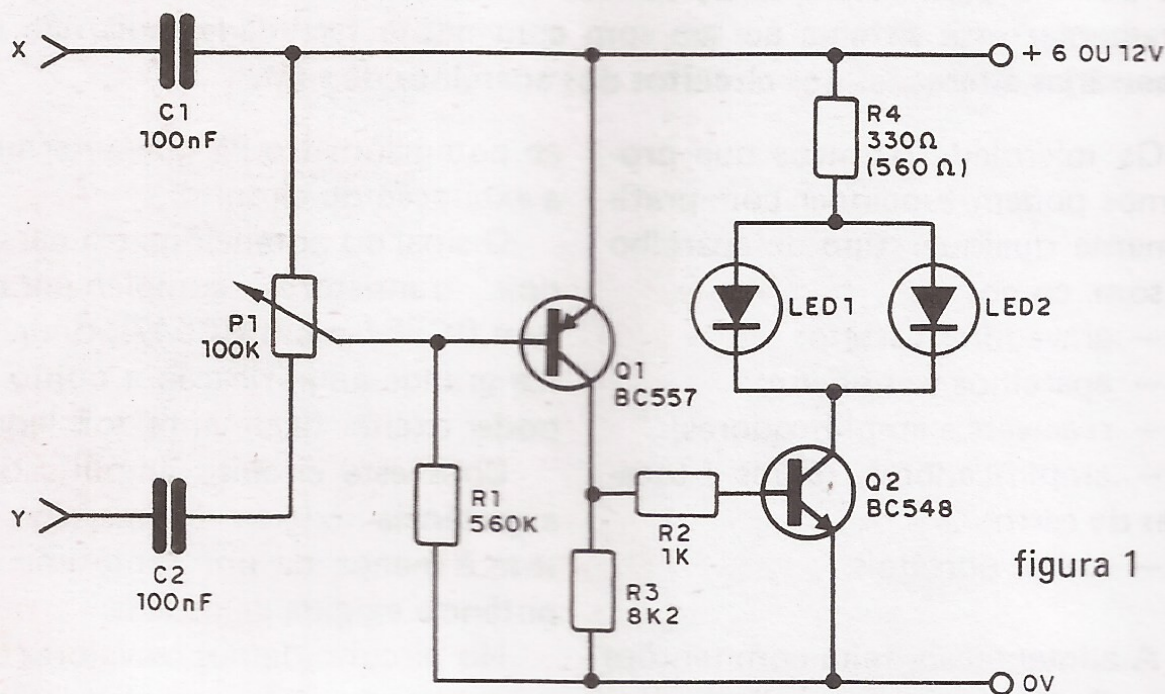 X
C1
100nF
+ 6 OU 12V
R4
330Ω
(560Ω)
P1
100K
LED1
LED2
Q1
BC557
Y
C2
100nF
R1
560K
R2
1K
Q2
BC548
R3
8K2
figura 1
0V